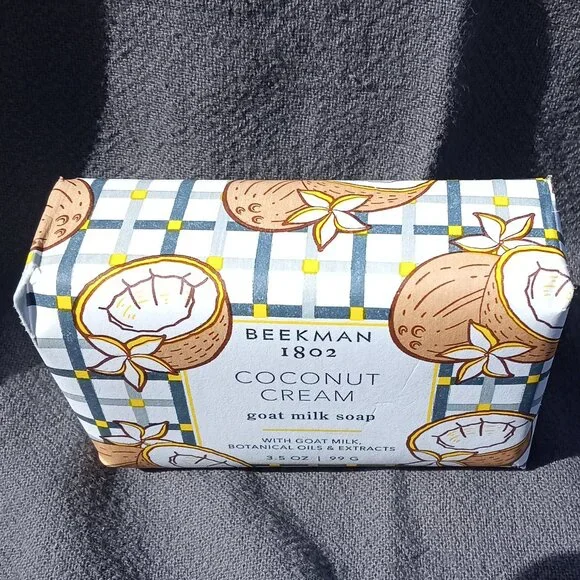 BEEKMAN
1802
COCONUT
CREAM
goat milk soap
WITH GOAT MILK,
BOTANICAL OILS & EXTRACTS
3.5 OZ | 99 G